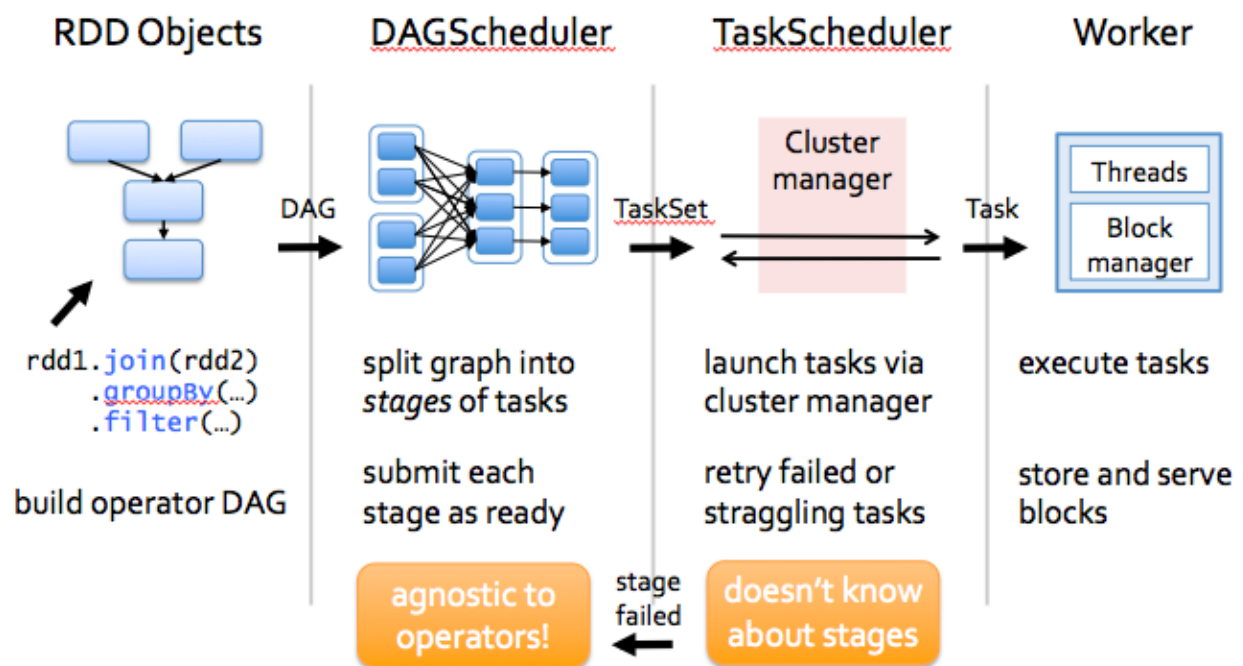 RDD Objects
DAGScheduler
TaskScheduler
Worker
DAG
TaskSet
Cluster
manager
Task
Threads
Block
manager
rdd1.join(rdd2)
.groupBy(…)
.filter(…)
build operator DAG
split graph into
stages of tasks
submit each
stage as ready
launch tasks via
cluster manager
retry failed or
straggling tasks
execute tasks
store and serve
blocks
agnostic to
operators!
stage
failed
doesn't know
about stages